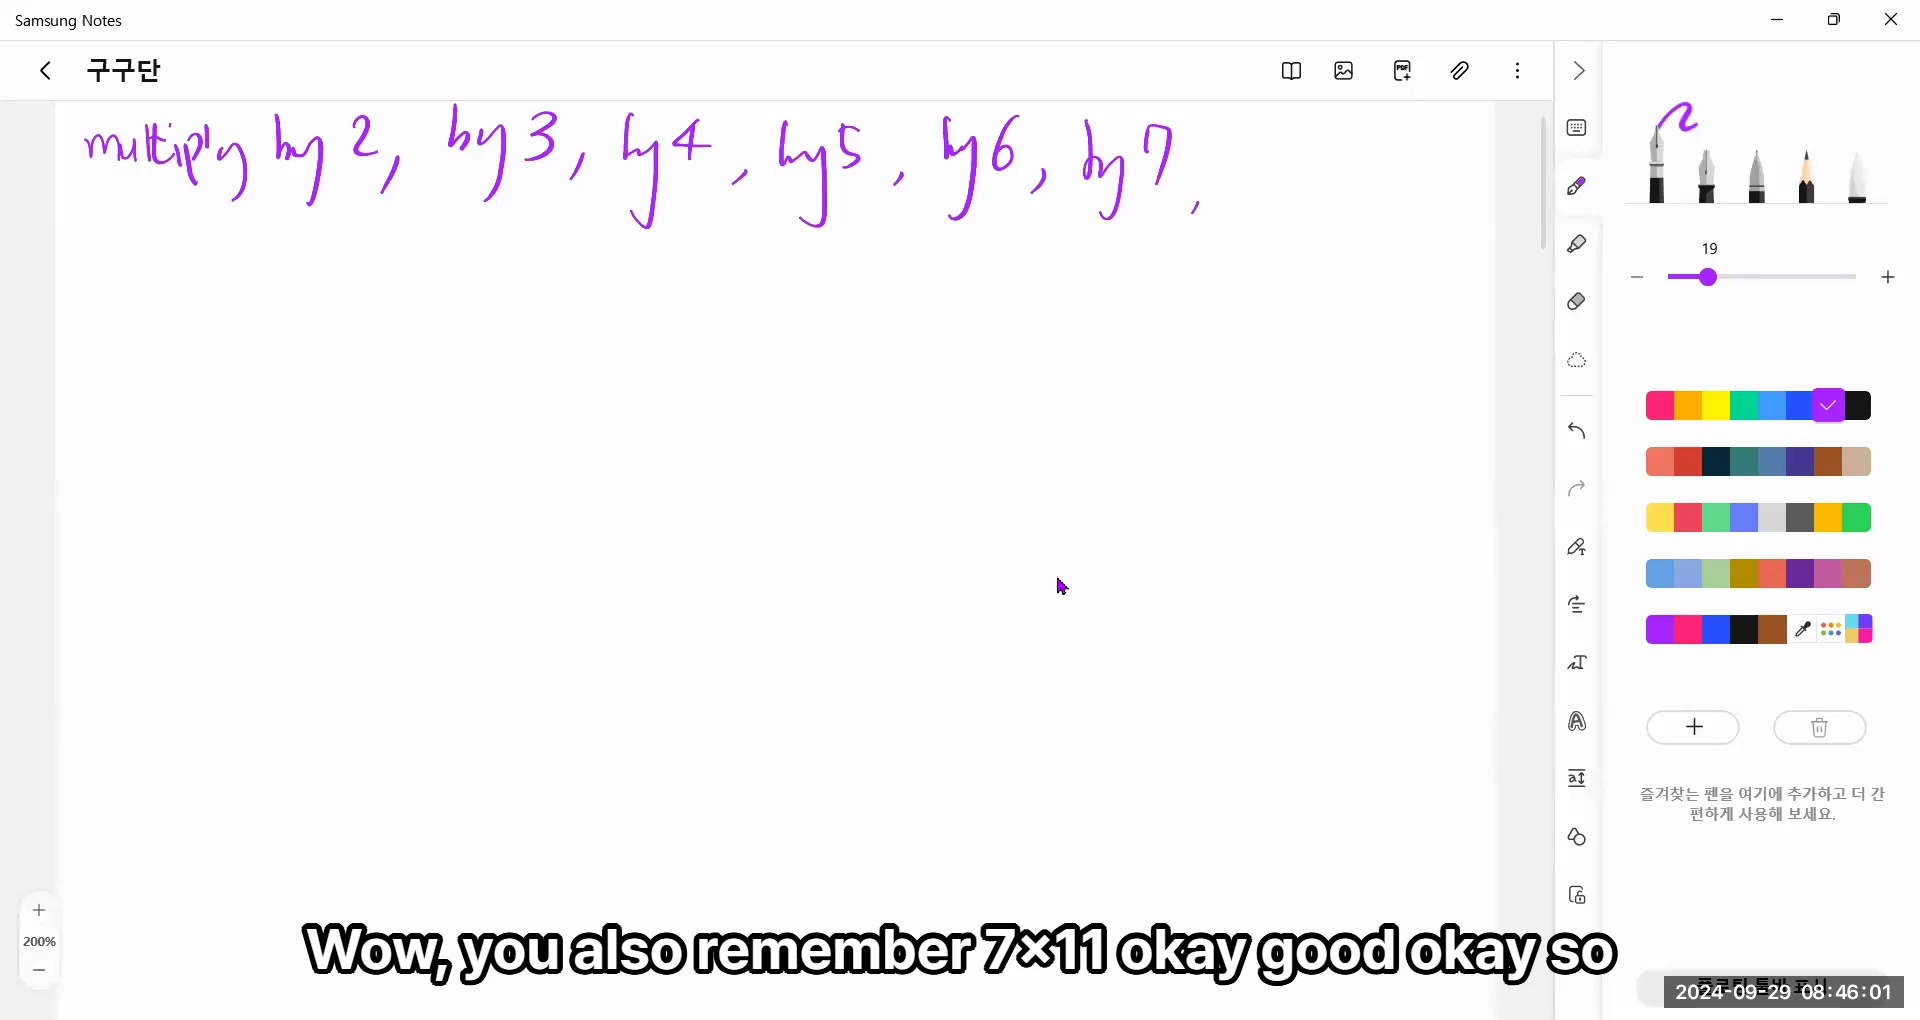 Samsung Notes
구구단
multiply by 2, by 3, by 4, by 5, by 6, by 7,
19
즐겨찾는 펜을 여기에 추가하고 더 간
편하게 사용해 보세요.
200%
Wow, you also remember 7×11 okay good okay so
2024-09-29 08:46:01